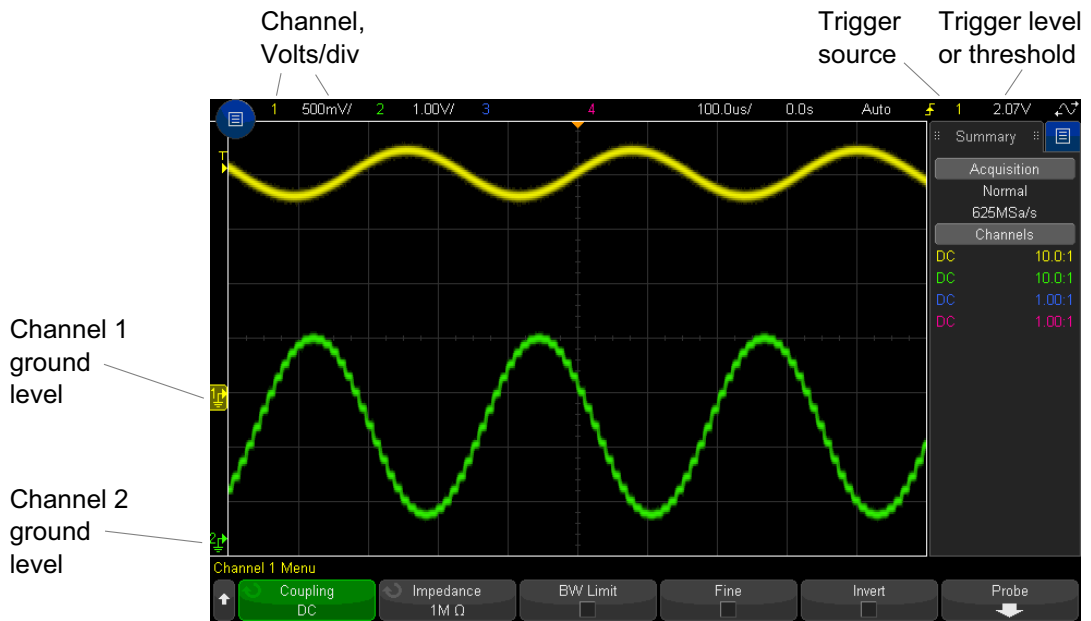 Channel,
Volts/div
Trigger
source
Trigger level
or threshold
1 500mV/ 2 1.00V/ 3 4 100.0us/ 0.0s Auto 1 2.07V
Summary
Acquisition
Normal
625MSa/s
Channels
DC 10.0:1
DC 10.0:1
DC 1.00:1
DC 1.00:1
T
Channel 1
ground
level
1
Channel 2
ground
level
2
Channel 1 Menu
Coupling
DC
Impedance
1M Ω
BW Limit
Fine
Invert
Probe